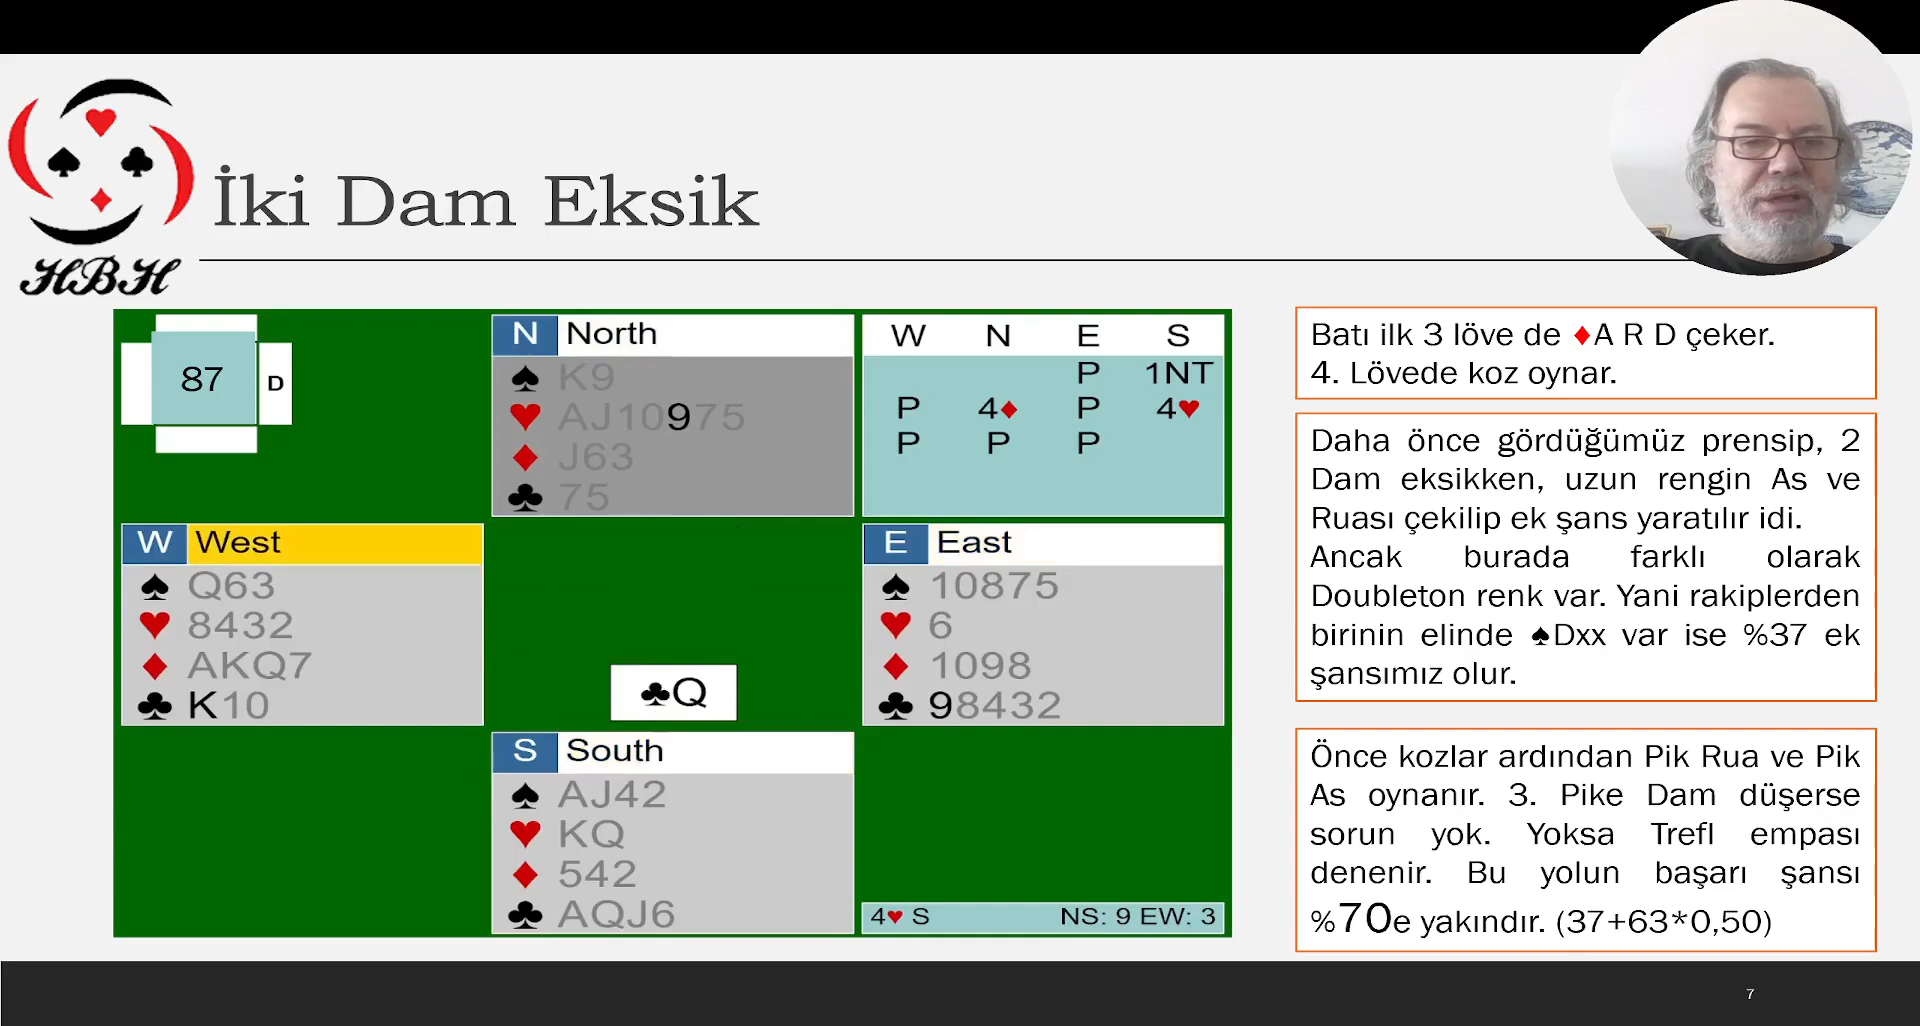 İki Dam Eksik
HBH
87
D
N North
♠ K9
♥ AJ10975
♦ J63
♣ 75
W N E S
P 1NT
P 4♦ P 4♥
P P P
W West
♠ Q63
♥ 8432
♦ AKQ7
♣ K10
♣Q
E East
♠ 10875
♥ 6
♦ 1098
♣ 98432
S South
♠ AJ42
♥ KQ
♦ 542
♣ AQJ6
4♥ S NS: 9 EW: 3
Batı ilk 3 löve de ♦A R D çeker.
4. Lövede koz oynar.
Daha önce gördüğümüz prensip, 2
Dam eksikken, uzun rengin As ve
Ruası çekilip ek şans yaratılır idi.
Ancak burada farklı olarak
Doubleton renk var. Yani rakiplerden
birinin elinde ♠Dxx var ise %37 ek
şansımız olur.
Önce kozlar ardından Pik Rua ve Pik
As oynanır. 3. Pike Dam düşerse
sorun yok. Yoksa Trefl empası
denenir. Bu yolun başarı şansı
%70e yakındır. (37+63*0,50)
7